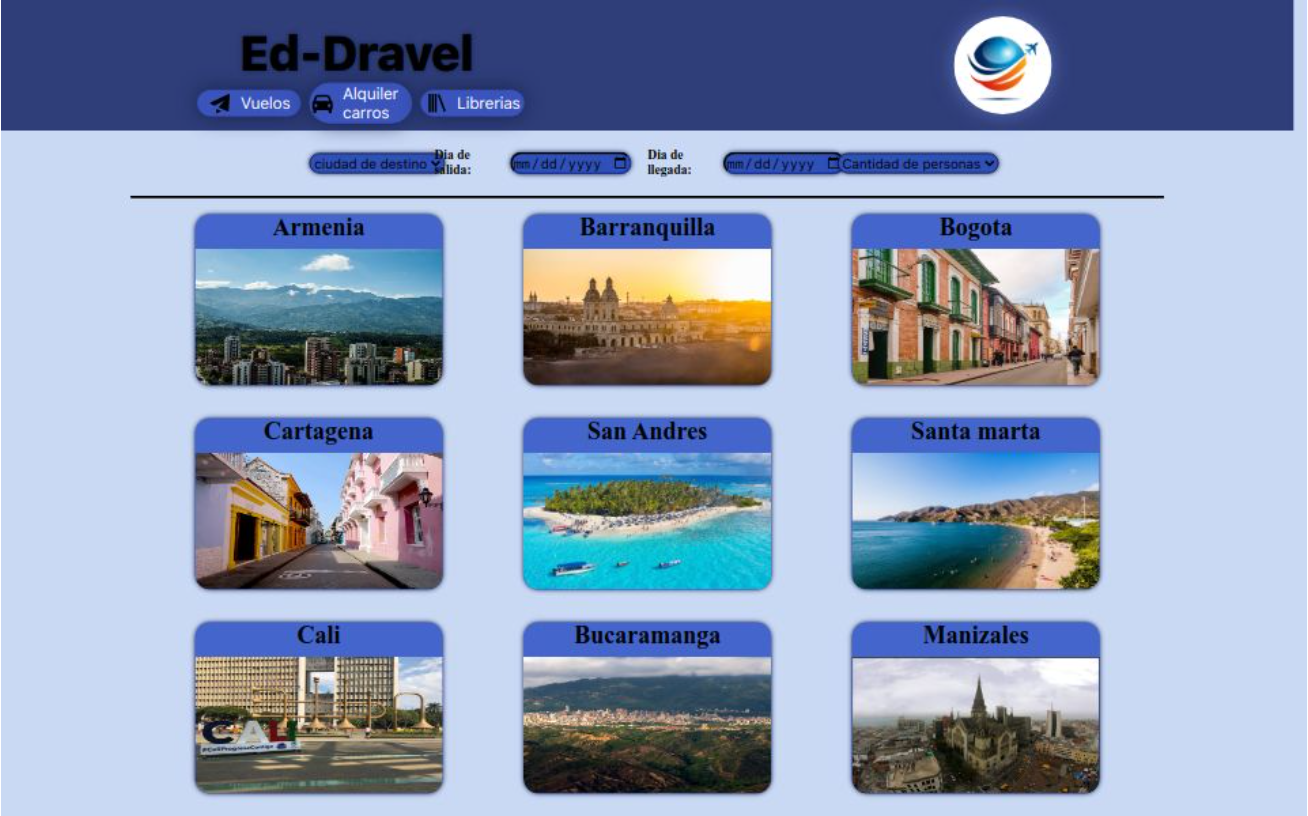 Ed-Dravel
Vuelos
Alquiler
carros
Librerias
ciudad de destino
Dia de
salida:
mm/dd/yyyy
Dia de
llegada:
mm/dd/yyyy
Cantidad de personas
Armenia
Barranquilla
Bogota
Cartagena
San Andres
Santa marta
Cali
Bucaramanga
Manizales
CALI